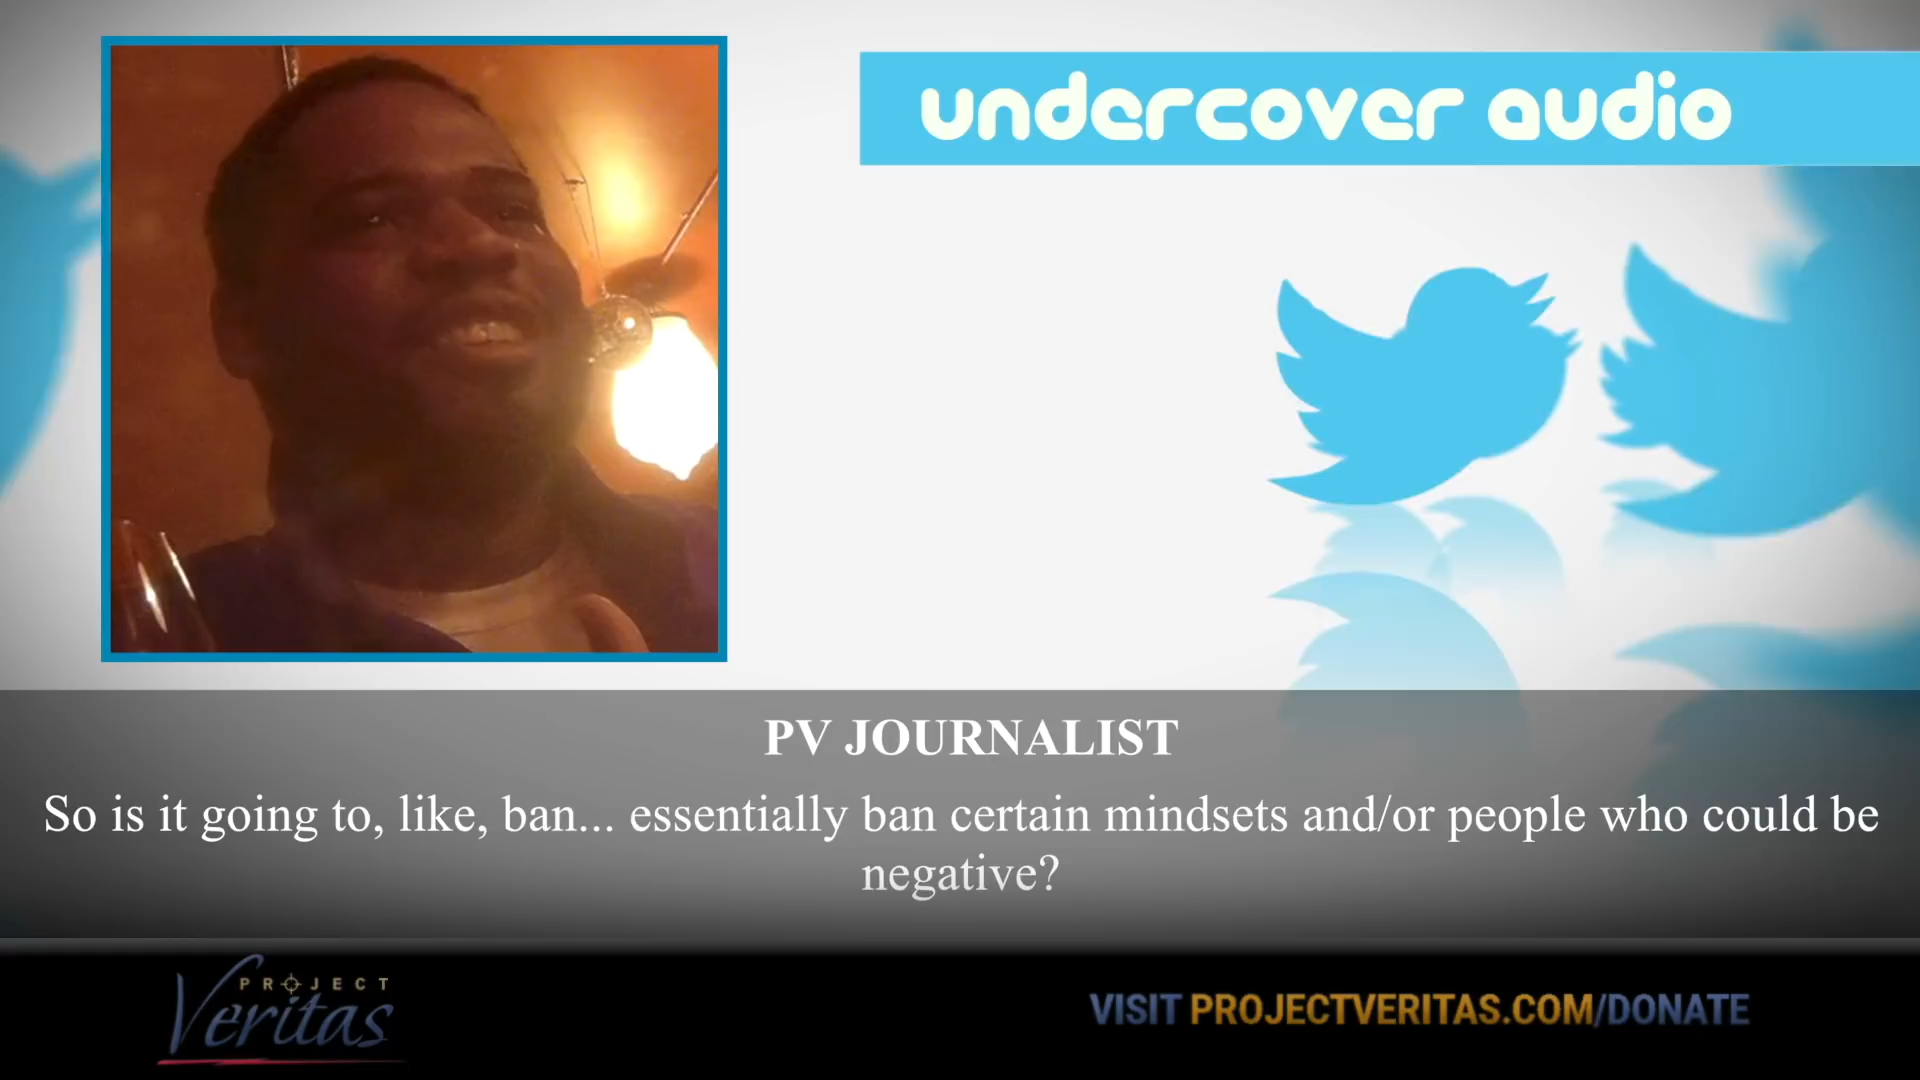 undercover audio
PV JOURNALIST
So is it going to, like, ban... essentially ban certain mindsets and/or people who could be
negative?
PROJECT
Veritas
VISIT PROJECTVERITAS.COM/DONATE